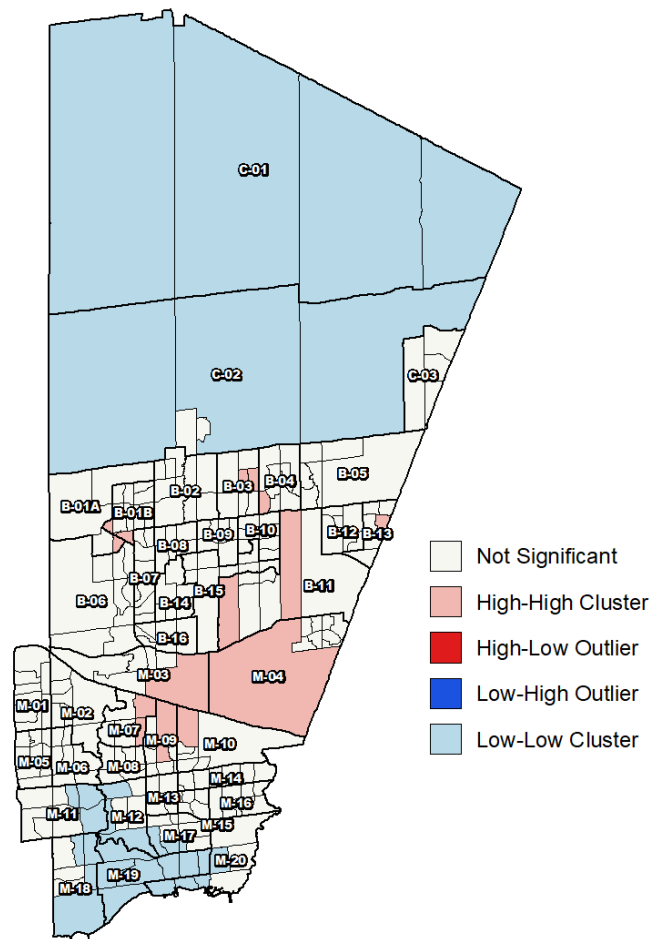 C-01
C-02
C-03
B-05
B-04
B-03
B-02
B-01A
B-01B
B-10
B-12
B-13
B-09
B-08
B-07
B-11
B-15
B-06
B-14
B-16
M-03
M-04
M-01
M-02
M-07
M-09
M-10
M-05
M-06
M-08
M-14
M-13
M-16
M-11
M-12
M-15
M-17
M-20
M-19
M-18
Not Significant
High-High Cluster
High-Low Outlier
Low-High Outlier
Low-Low Cluster